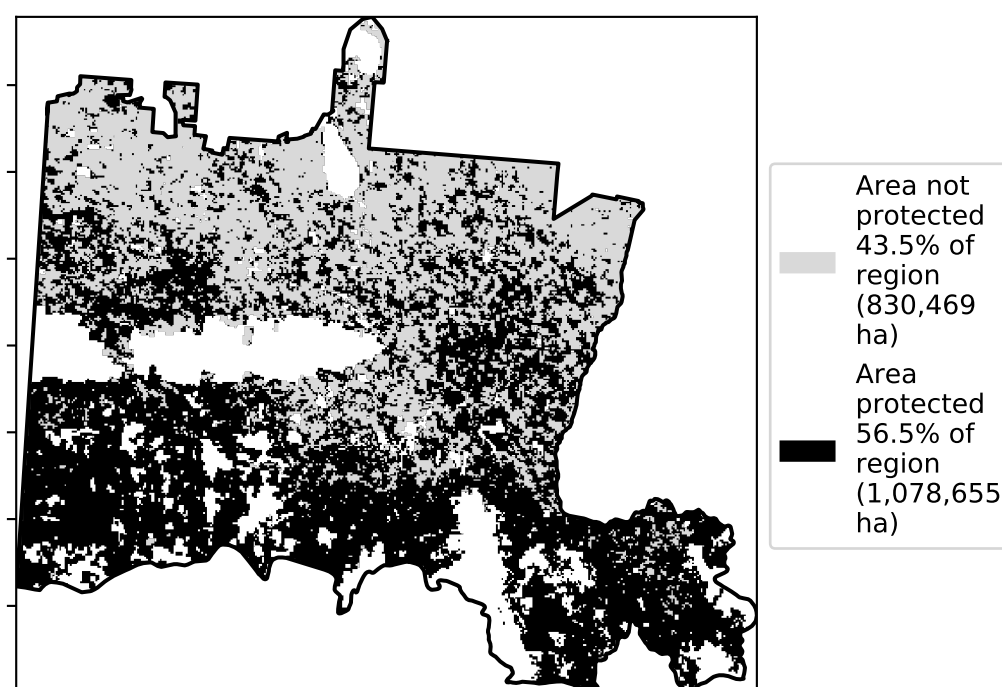 Area not
protected
43.5% of
region
(830,469
ha)
Area
protected
56.5% of
region
(1,078,655
ha)